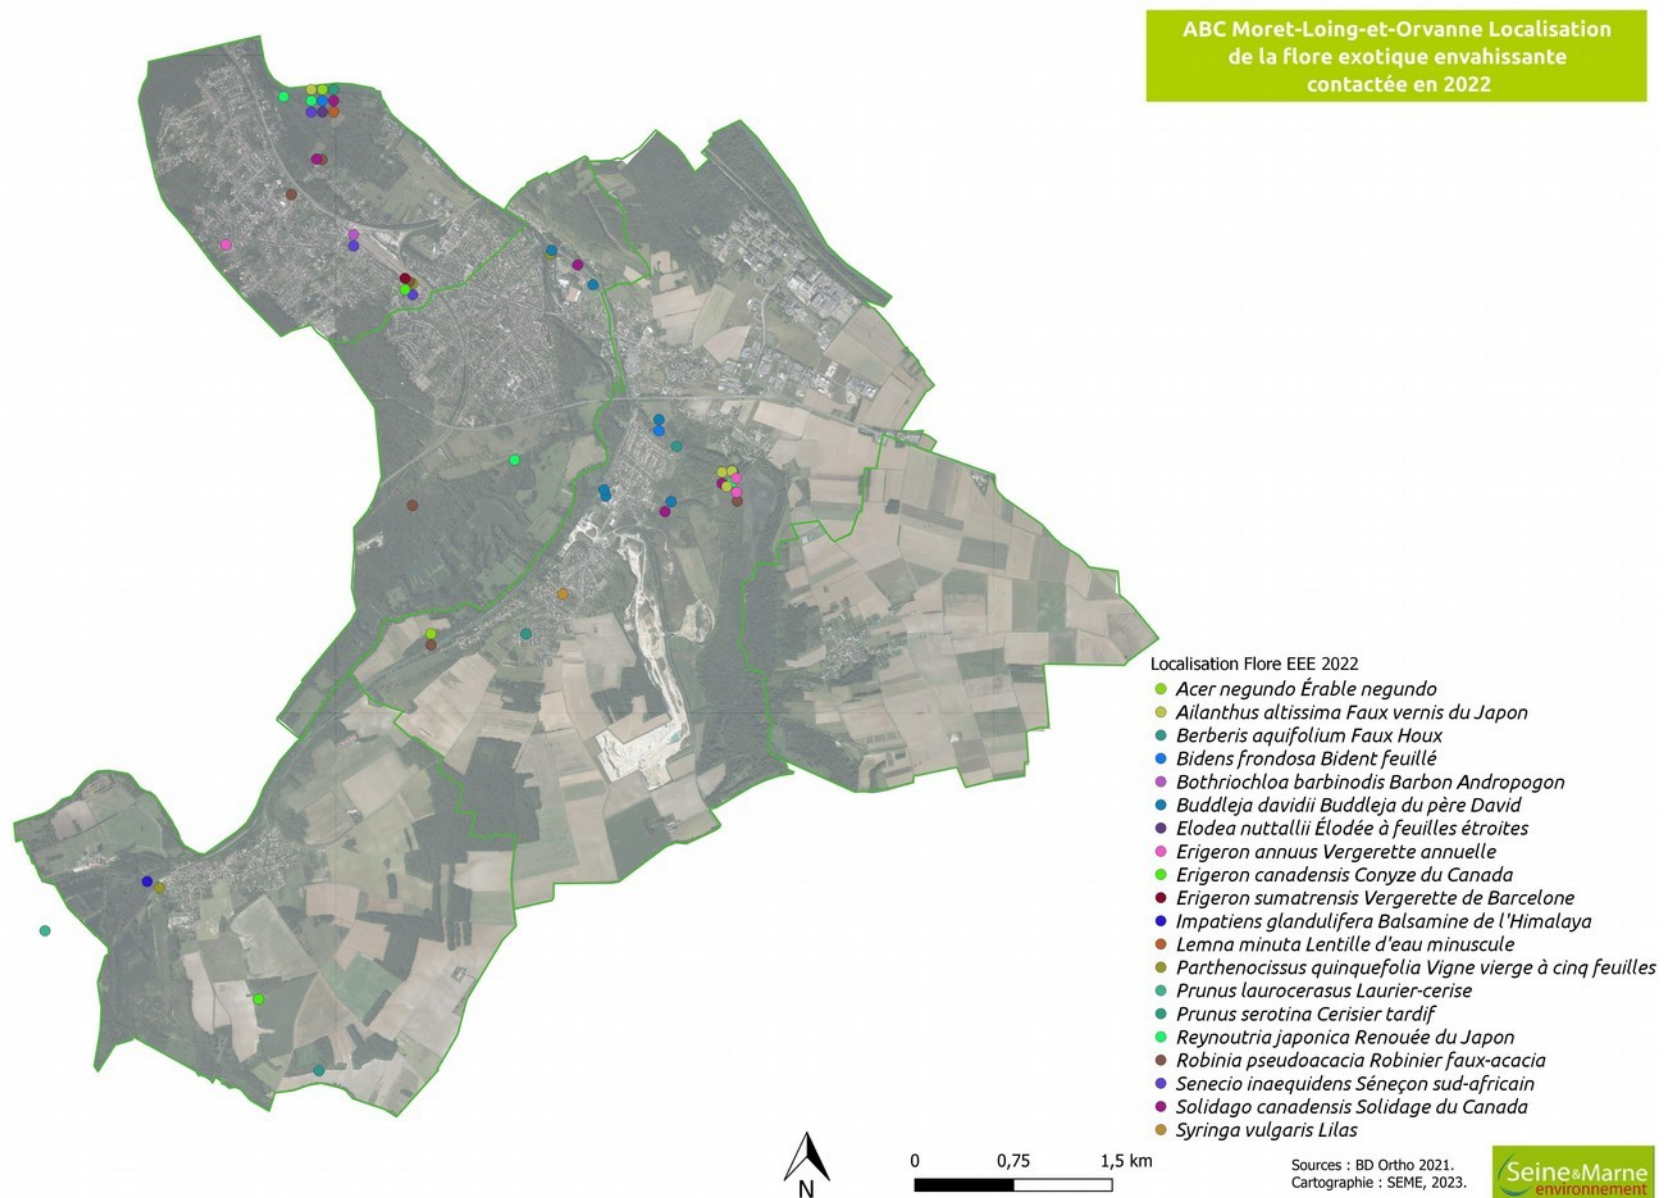 ABC Moret-Loing-et-Orvanne Localisation
de la flore exotique envahissante
contactée en 2022
Localisation Flore EEE 2022
Acer negundo Érable negundo
Ailanthus altissima Faux vernis du Japon
Berberis aquifolium Faux Houx
Bidens frondosa Bident feuillé
Bothriochloa barbinodis Barbon Andropogon
Buddleja davidii Buddleja du père David
Elodea nuttallii Élodée à feuilles étroites
Erigeron annuus Vergerette annuelle
Erigeron canadensis Conyze du Canada
Erigeron sumatrensis Vergerette de Barcelone
Impatiens glandulifera Balsamine de l'Himalaya
Lemna minuta Lentille d'eau minuscule
Parthenocissus quinquefolia Vigne vierge à cinq feuilles
Prunus laurocerasus Laurier-cerise
Prunus serotina Cerisier tardif
Reynoutria japonica Renouée du Japon
Robinia pseudoacacia Robinier faux-acacia
Senecio inaequidens Séneçon sud-africain
Solidago canadensis Solidage du Canada
Syringa vulgaris Lilas
N
0 0,75 1,5 km
Sources : BD Ortho 2021.
Cartographie : SEME, 2023.
Seine&Marne
environnement